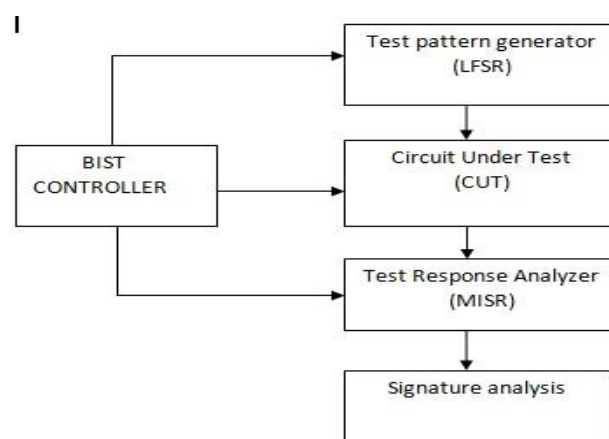 Test pattern generator
(LFSR)
BIST
CONTROLLER
Circuit Under Test
(CUT)
Test Response Analyzer
(MISR)
Signature analysis